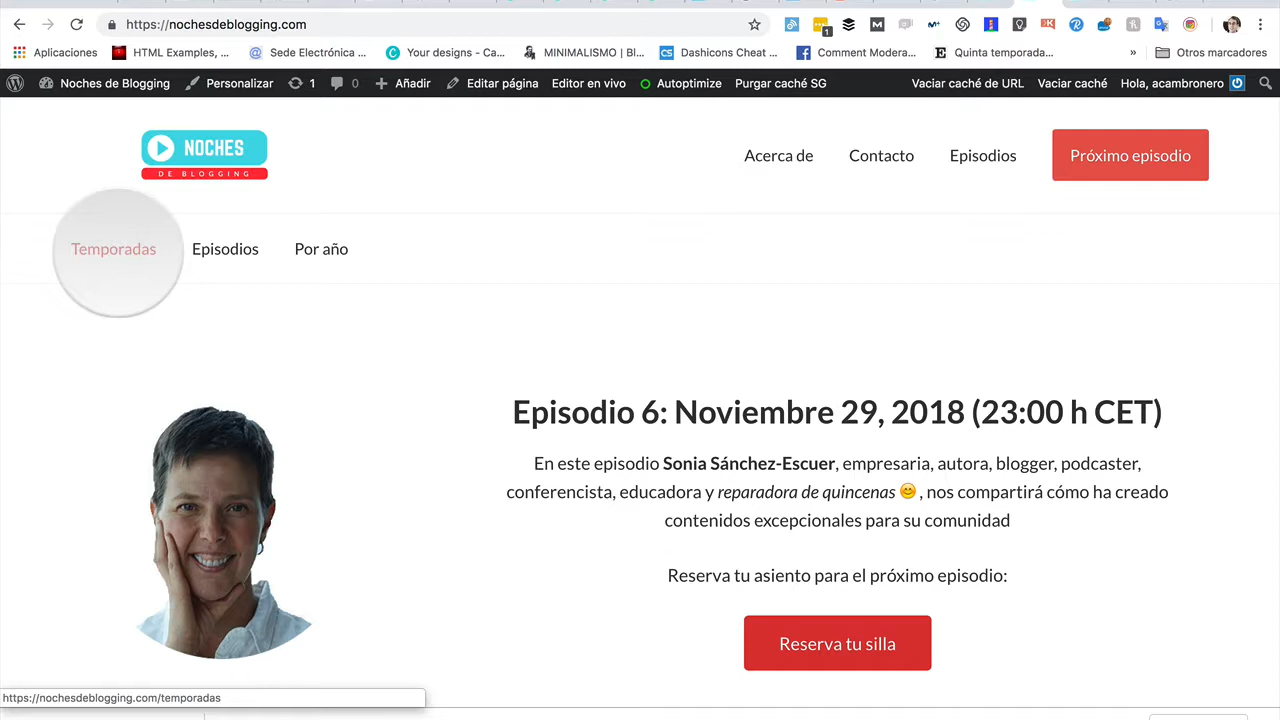 https://nochesdeblogging.com
1
Aplicaciones
HTML Examples, ...
Sede Electrónica ...
Your designs - Ca...
MINIMALISMO | Bl...
Dashicons Cheat ...
Comment Modera...
Quinta temporada...
»
Otros marcadores
Noches de Blogging
Personalizar
1
0
Añadir
Editar página
Editor en vivo
Autoptimize
Purgar caché SG
Vaciar caché de URL
Vaciar caché
Hola, acambronero
NOCHES
DE BLOGGING
Acerca de
Contacto
Episodios
Próximo episodio
Temporadas
Episodios
Por año
Episodio 6: Noviembre 29, 2018 (23:00 h CET)
En este episodio Sonia Sánchez-Escuer, empresaria, autora, blogger, podcaster,
conferencista, educadora y reparadora de quincenas 😊 , nos compartirá cómo ha creado
contenidos excepcionales para su comunidad
Reserva tu asiento para el próximo episodio:
Reserva tu silla
https://nochesdeblogging.com/temporadas